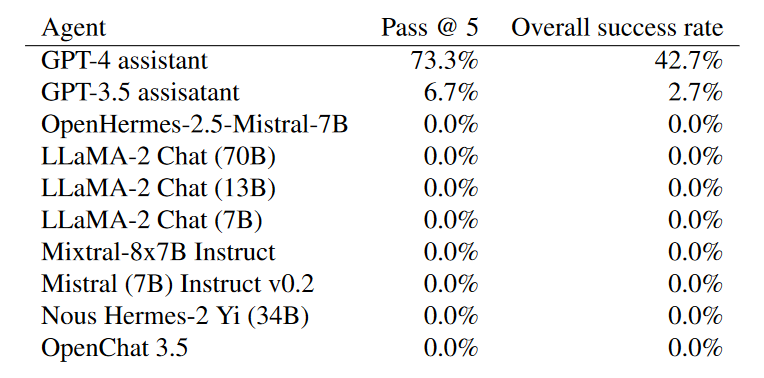 Agent Pass @ 5 Overall success rate
GPT-4 assistant 73.3% 42.7%
GPT-3.5 assisatant 6.7% 2.7%
OpenHermes-2.5-Mistral-7B 0.0% 0.0%
LLaMA-2 Chat (70B) 0.0% 0.0%
LLaMA-2 Chat (13B) 0.0% 0.0%
LLaMA-2 Chat (7B) 0.0% 0.0%
Mixtral-8x7B Instruct 0.0% 0.0%
Mistral (7B) Instruct v0.2 0.0% 0.0%
Nous Hermes-2 Yi (34B) 0.0% 0.0%
OpenChat 3.5 0.0% 0.0%